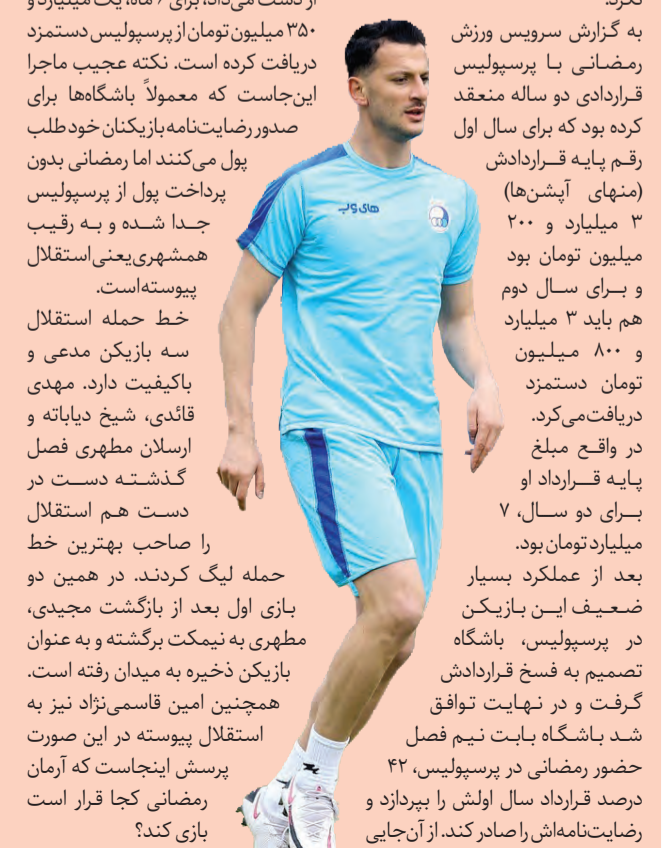 نکرد.
به گزارش سرویس ورزش
رمضانی با پرسپولیس
قراردادی دو ساله منعقد
کرده بود که برای سال اول
رقم پایه قراردادش
(منهای آپشن‌ها)
۳ میلیارد و ۲۰۰
میلیون تومان بود
و برای سال دوم
هم باید ۳ میلیارد
و ۸۰۰ میلیون
تومان دستمزد
دریافت می‌کرد.
در واقع مبلغ
پایه قرارداد او
برای دو سال، ۷
میلیارد تومان بود.
بعد از عملکرد بسیار
ضعیف این بازیکن
در پرسپولیس، باشگاه
تصمیم به فسخ قراردادش
گرفت و در نهایت توافق
شد باشگاه بابت نیم فصل
حضور رمضانی در پرسپولیس، ۴۲
درصد قرارداد سال اولش را بپردازد و
رضایت‌نامه‌اش را صادر کند. از آن‌جایی
از دست می‌داد، برای ۶ ماه، یک میلیارد و
۳۵۰ میلیون تومان از پرسپولیس دستمزد
دریافت کرده است. نکته عجیب ماجرا
این‌جاست که معمولاً باشگاه‌ها برای
صدور رضایت‌نامه بازیکنان خود طلب
پول می‌کنند اما رمضانی بدون
پرداخت پول از پرسپولیس
جدا شده و به رقیب
همشهری یعنی استقلال
پیوسته است.
خط حمله استقلال
سه بازیکن مدعی و
باکیفیت دارد. مهدی
قائدی، شیخ دیاباته و
ارسلان مطهری فصل
گذشته دست در
دست هم استقلال
را صاحب بهترین خط
حمله لیگ کردند. در همین دو
بازی اول بعد از بازگشت مجیدی،
مطهری به نیمکت برگشته و به عنوان
بازیکن ذخیره به میدان رفته است.
همچنین امین قاسمی‌نژاد نیز به
استقلال پیوسته در این صورت
پرسش اینجاست که آرمان
رمضانی کجا قرار است
بازی کند؟
های وب